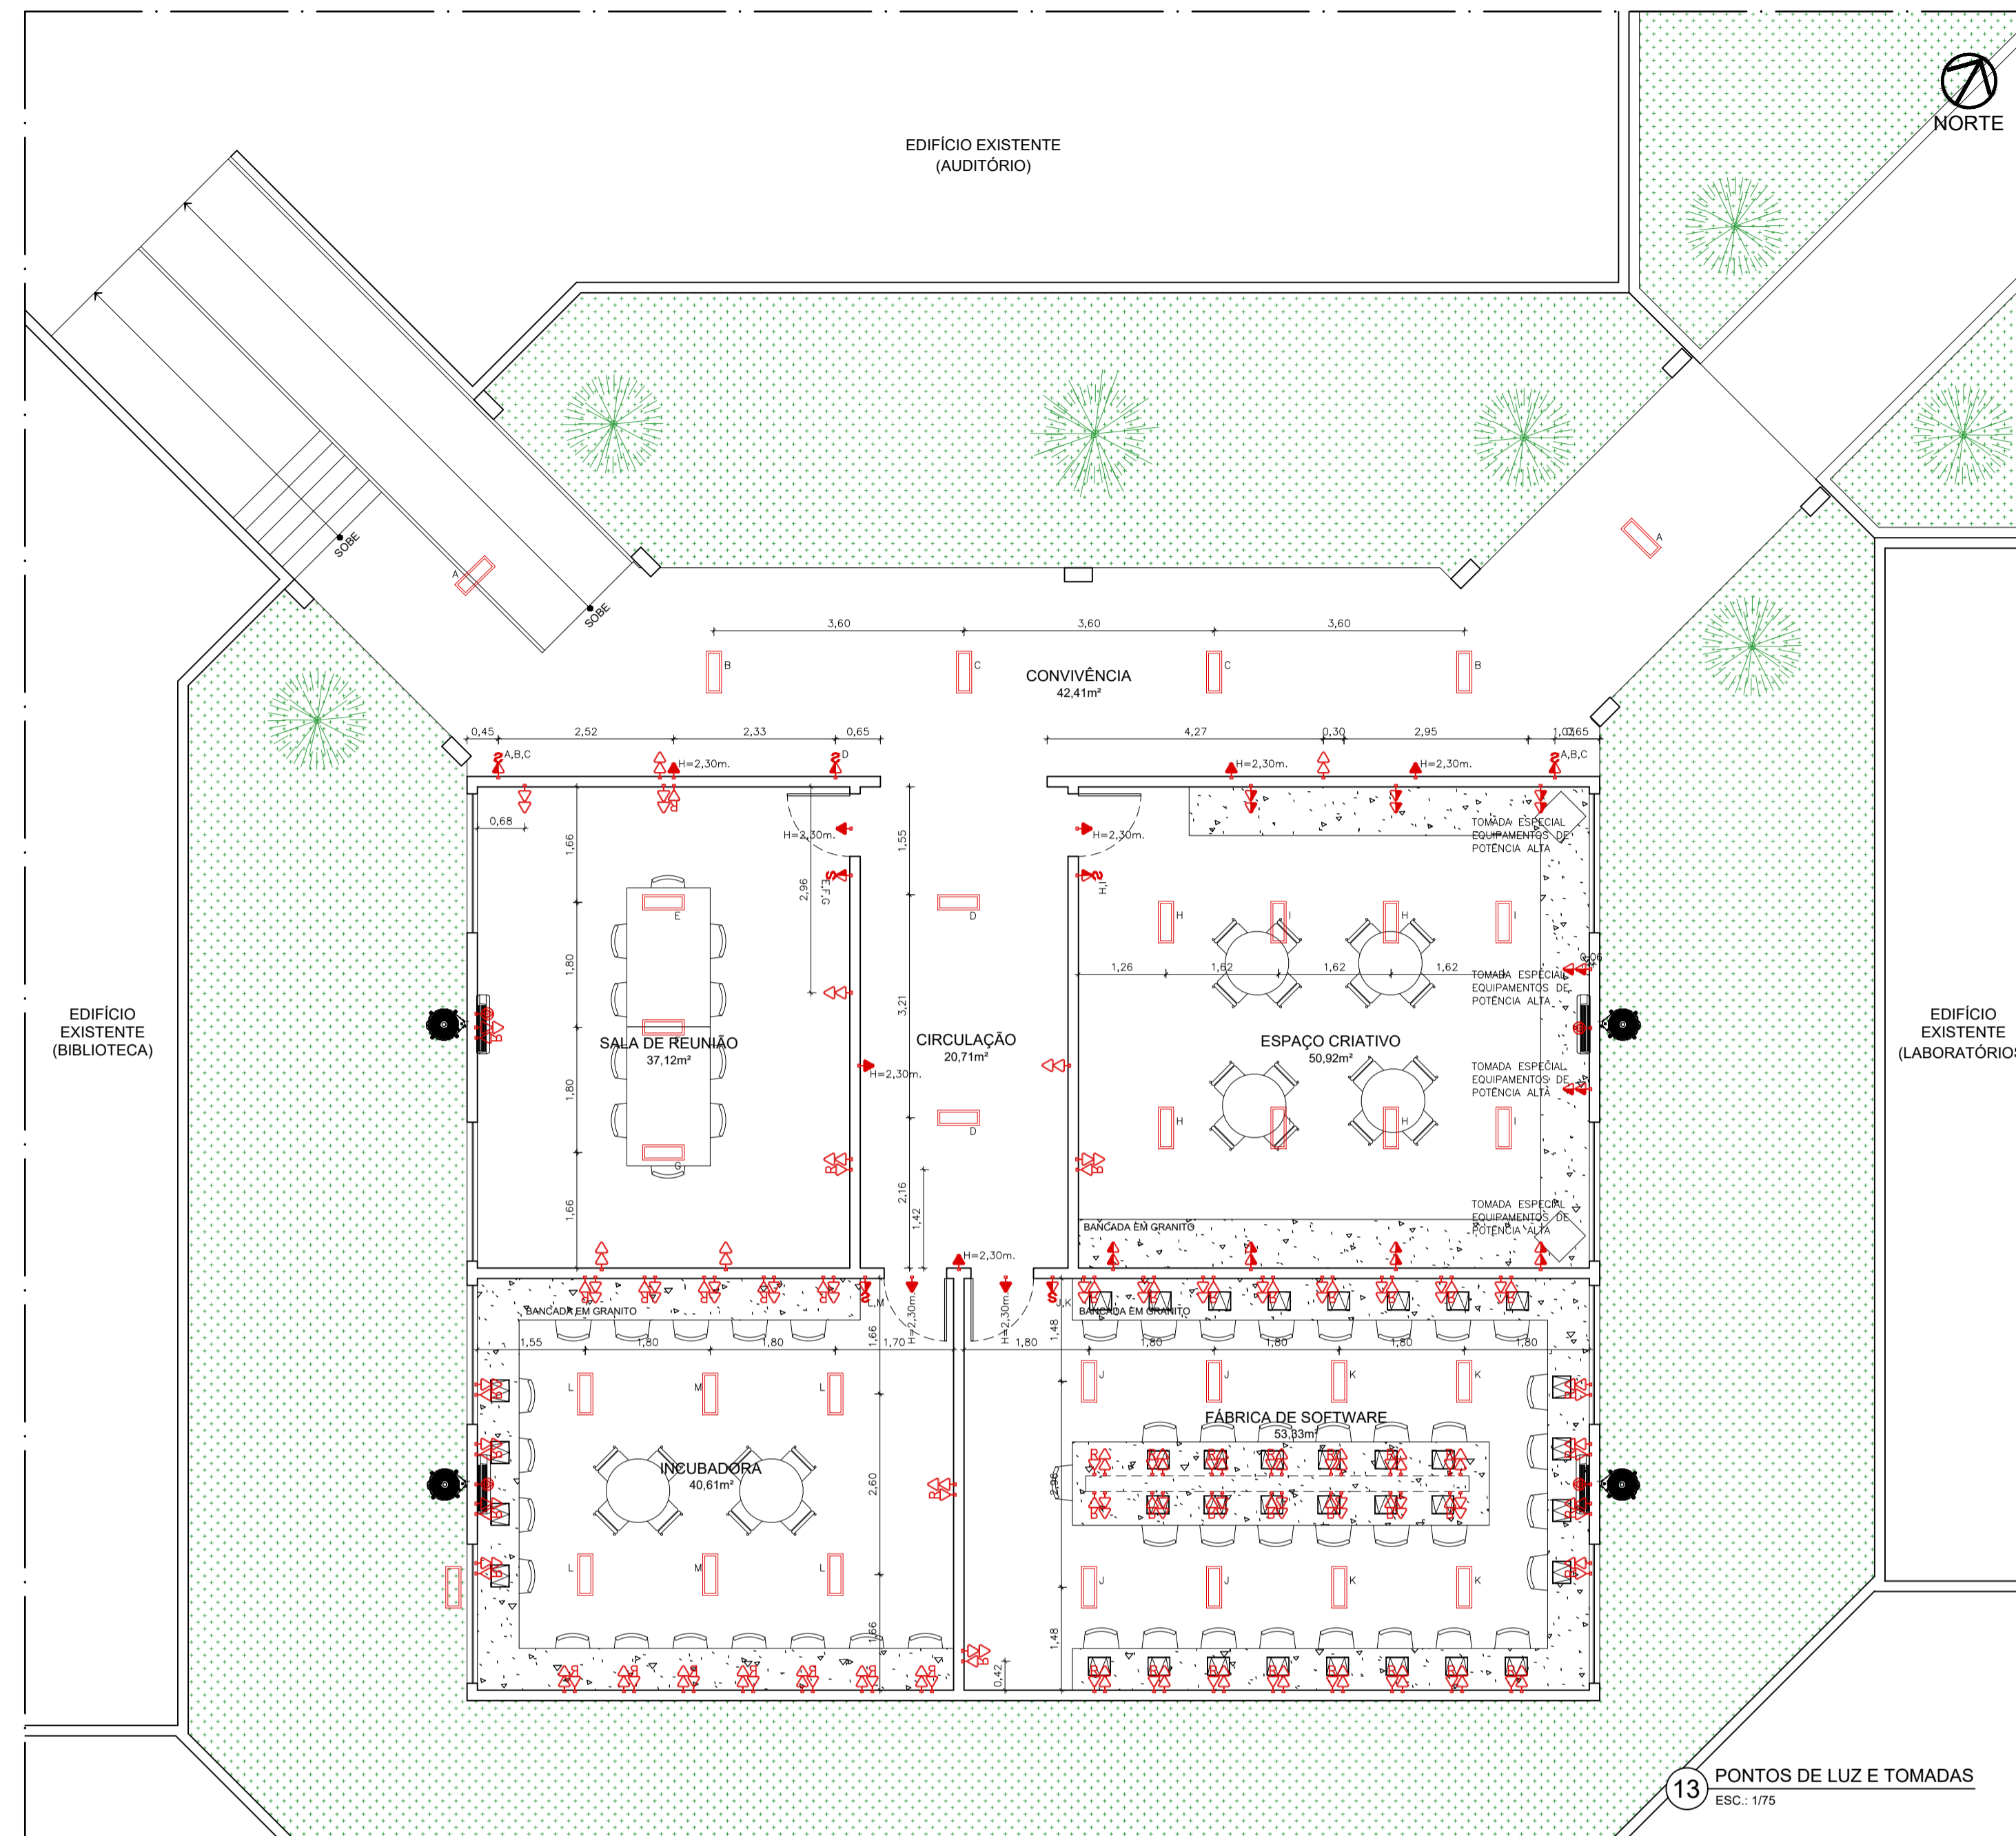 NORTE
EDIFÍCIO EXISTENTE
(AUDITÓRIO)
SOBE
SOBE
A
A
3,60
3,60
3,60
B
C
C
B
CONVIVÊNCIA
42,41m²
0,45
2,52
2,33
0,65
4,27
0,30
2,95
A,B,C
H=2,30m.
D
H=2,30m.
H=2,30m.
A,B,C
0,68
1,66
H=2,30m.
1,55
H=2,30m.
TOMADA ESPECIAL
EQUIPAMENTOS DE
POTÊNCIA ALTA
2,96
E,F,G
I,H
E
D
H
I
H
I
1,80
1,26
1,62
1,62
1,62
TOMADA ESPECIAL
EQUIPAMENTOS DE
POTÊNCIA ALTA
3,21
EDIFÍCIO
EXISTENTE
(BIBLIOTECA)
SALA DE REUNIÃO
37,12m²
CIRCULAÇÃO
20,71m²
ESPAÇO CRIATIVO
50,92m²
EDIFÍCIO
EXISTENTE
(LABORATÓRIOS
H=2,30m.
TOMADA ESPECIAL
EQUIPAMENTOS DE
POTÊNCIA ALTA
1,80
D
H
I
H
I
G
1,66
2,16
1,42
TOMADA ESPECIAL
EQUIPAMENTOS DE
POTÊNCIA ALTA
BANCADA EM GRANITO
H=2,30m.
L,M
J,K
BANCADA EM GRANITO
BANCADA EM GRANITO
H=2,30m.
H=2,30m.
1,66
1,48
1,55
1,80
1,80
1,70
1,80
1,80
1,80
1,80
1,80
L
M
L
J
J
K
K
FÁBRICA DE SOFTWARE
53,33m²
INCUBADORA
40,61m²
2,60
2,96
L
M
L
J
J
K
K
1,66
1,48
0,42
13
PONTOS DE LUZ E TOMADAS
ESC.: 1/75